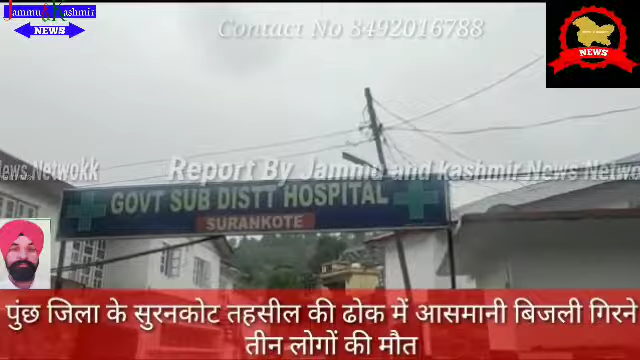 Jammu & Kashmir
NEWS
Contact No 8492016788
NEWS
News Netwokk
Report By Jammu and kashmir News Netwo
GOVT SUB DISTT HOSPITAL
SURANKOTE
पुंछ जिला के सुरनकोट तहसील की ढोक में आसमानी बिजली गिरने
तीन लोगों की मौत